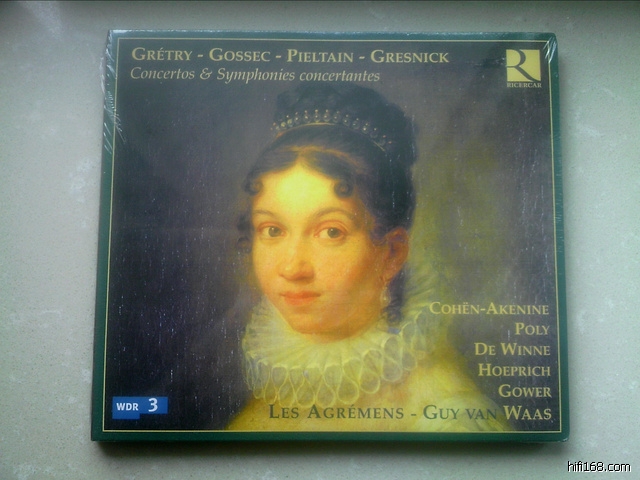 GRÉTRY - GOSSEC - PIELTAIN - GRESNICK
Concertos & Symphonies concertantes
R
RICERCAR
COHËN-AKENINE
POLY
DE WINNE
HOEPRICH
GOWER
WDR 3
LES AGRÉMENS - GUY VAN WAAS
hifi168.com